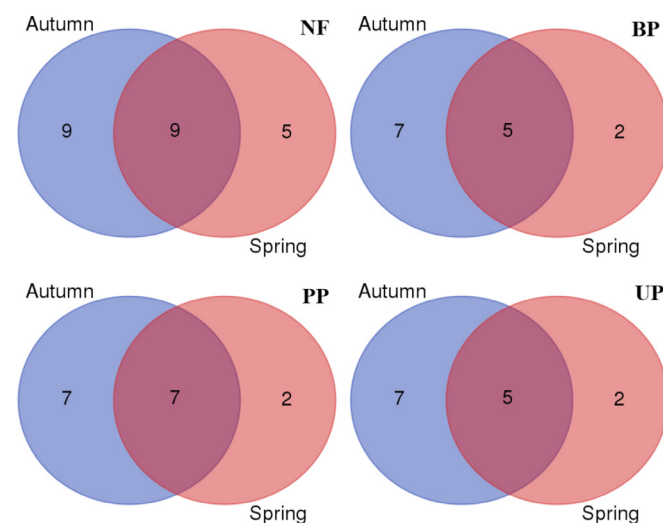 Autumn NF
9 9 5
Spring
Autumn BP
7 5 2
Spring
Autumn PP
7 7 2
Spring
Autumn UP
7 5 2
Spring